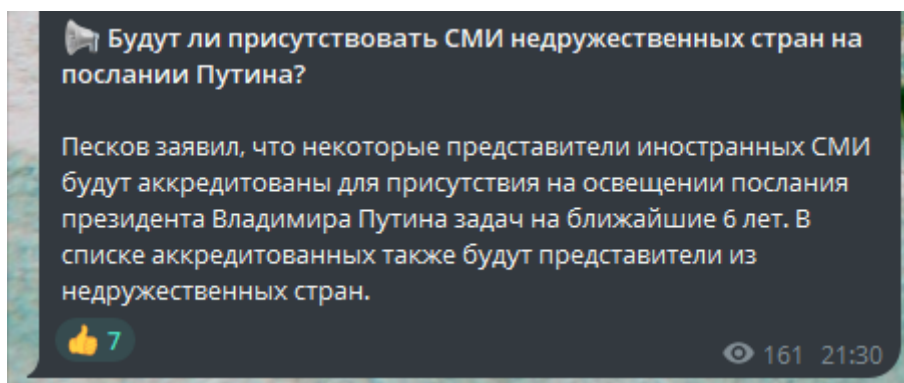 📢 Будут ли присутствовать СМИ недружественных стран на
послании Путина?
Песков заявил, что некоторые представители иностранных СМИ
будут аккредитованы для присутствия на освещении послания
президента Владимира Путина задач на ближайшие 6 лет. В
списке аккредитованных также будут представители из
недружественных стран.
👍 7
161 21:30